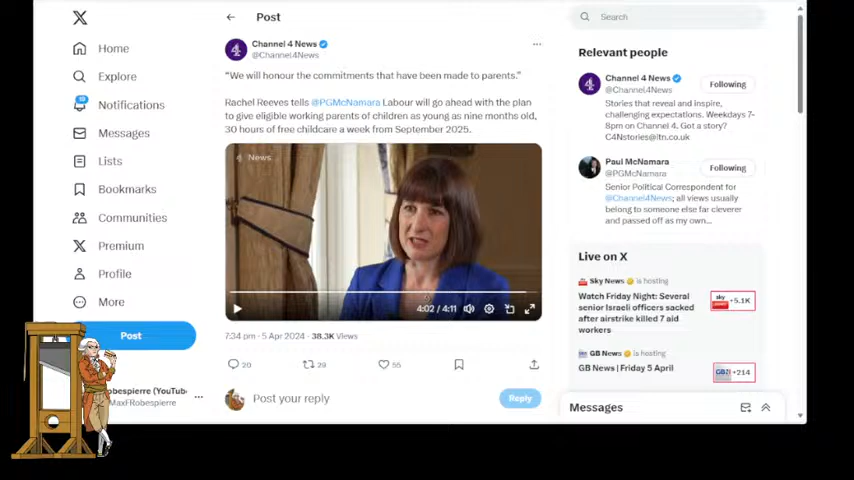 Post
Search
Home
Explore
Notifications
Messages
Lists
Bookmarks
Communities
Premium
Profile
More
Post
obespierre (YouTub
MaxFRobespierre
Channel 4 News
@Channel4News
“We will honour the commitments that have been made to parents.”
Rachel Reeves tells @PGMcNamara Labour will go ahead with the plan
to give eligible working parents of children as young as nine months old,
30 hours of free childcare a week from September 2025.
News
4:02 / 4:11
7:34 pm · 5 Apr 2024 · 38.3K Views
20
29
55
Post your reply
Reply
Relevant people
Channel 4 News
@Channel4News
Following
Stories that reveal and inspire,
challenging expectations. Weekdays 7-
8pm on Channel 4. Got a story?
C4Nstories@itn.co.uk
Paul McNamara
@PGMcNamara
Following
Senior Political Correspondent for
@Channel4News; all views usually
belong to someone else far cleverer
and passed off as my own...
Live on X
Sky News is hosting
Watch Friday Night: Several
senior Israeli officers sacked
after airstrike killed 7 aid
workers
sky
+5.1K
GB News is hosting
GB News | Friday 5 April
+214
Messages